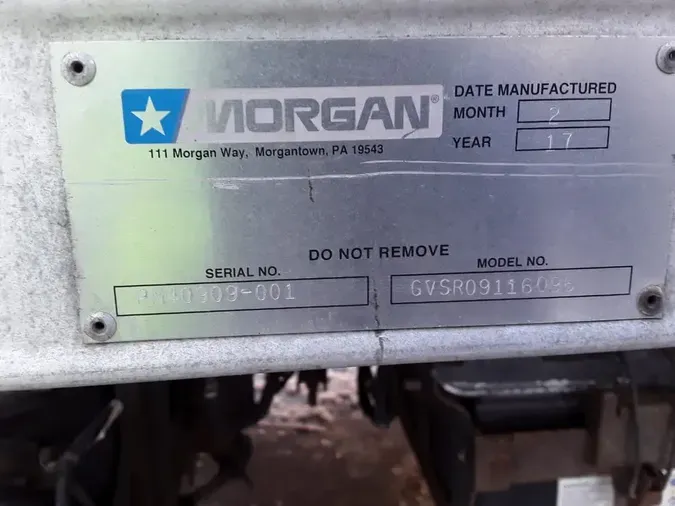 MORGAN®
111 Morgan Way, Morgantown, PA 19543
DATE MANUFACTURED
MONTH 2
YEAR 17
DO NOT REMOVE
SERIAL NO.
MODEL NO.